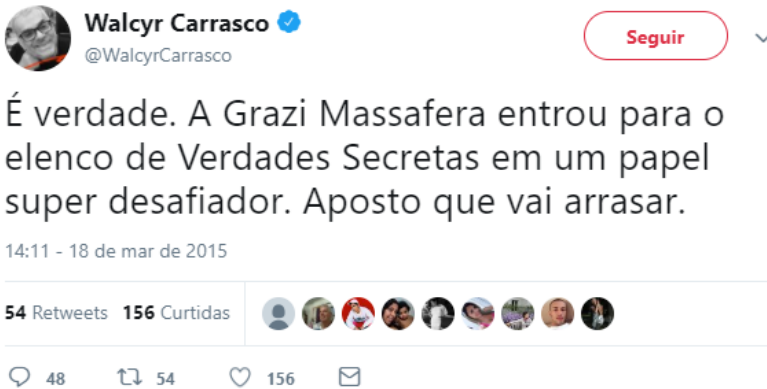 Walcyr Carrasco
@WalcyrCarrasco
Seguir
É verdade. A Grazi Massafera entrou para o
elenco de Verdades Secretas em um papel
super desafiador. Aposto que vai arrasar.
14:11 - 18 de mar de 2015
54 Retweets 156 Curtidas
48 54 156